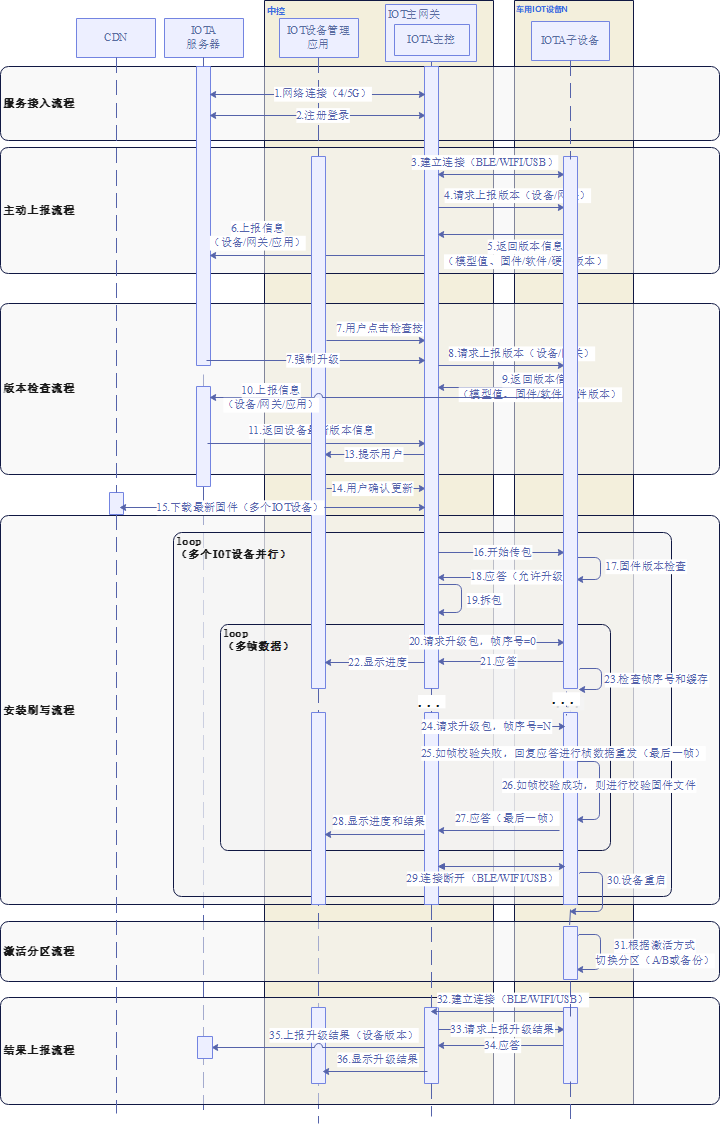 中控
车用IOT设备N
IOT主网关
CDN
IOTA
服务器
IOT设备管理
应用
IOTA主控
IOTA子设备
服务接入流程
1.网络连接（4/5G）
2.注册登录
主动上报流程
3.建立连接（BLE/WIFI/USB）
4.请求上报版本（设备/网关）
5.返回版本信息
（模型值、固件/软件/硬件版本）
6.上报信息
（设备/网关/应用）
版本检查流程
7.用户点击检查按
7.强制升级
8.请求上报版本（设备/网关）
9.返回版本信
（模型值、固件/软件/硬件版本）
10.上报信息
（设备/网关/应用）
11.返回设备最新版本信息
13.提示用户
14.用户确认更新
15.下载最新固件（多个IOT设备）
安装刷写流程
loop
（多个IOT设备并行）
16.开始传包
17.固件版本检查
18.应答（允许升级
19.拆包
loop
（多帧数据）
20.请求升级包，帧序号=0
21.应答
22.显示进度
23.检查帧序号和缓存
...
...
24.请求升级包，帧序号=N
25.如帧校验失败，回复应答进行桢数据重发（最后一帧）
26.如帧校验成功，则进行校验固件文件
27.应答（最后一帧）
28.显示进度和结果
29.连接断开（BLE/WIFI/USB）
30.设备重启
激活分区流程
31.根据激活方式
切换分区（A/B或备份）
结果上报流程
32.建立连接（BLE/WIFI/USB）
33.请求上报升级结果
34.应答
35.上报升级结果（设备版本）
36.显示升级结果